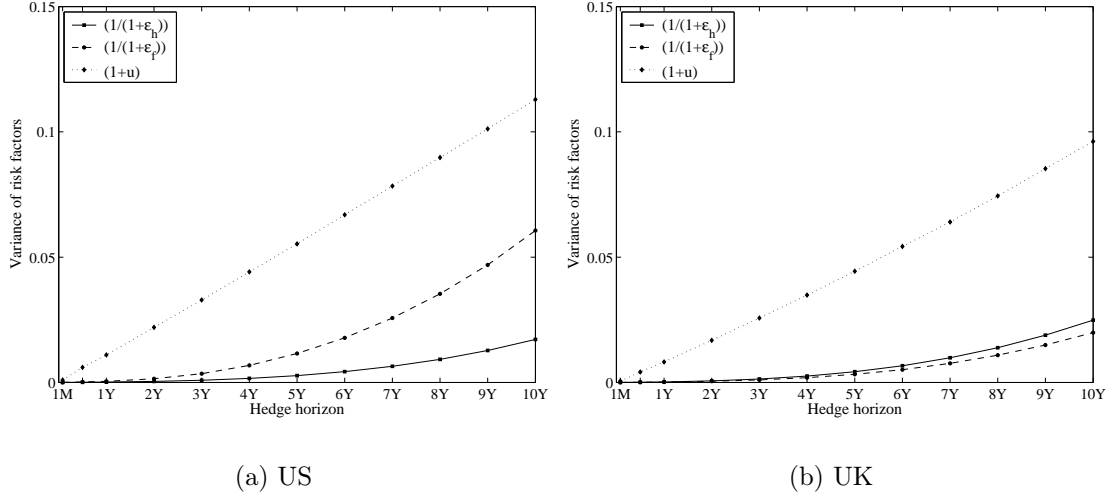 0.15
0.1
0.05
0
Variance of risk factors
(1/(1+ε_h))
(1/(1+ε_f))
(1+u)
1M 1Y 2Y 3Y 4Y 5Y 6Y 7Y 8Y 9Y 10Y
Hedge horizon
(a) US
0.15
0.1
0.05
0
Variance of risk factors
(1/(1+ε_h))
(1/(1+ε_f))
(1+u)
1M 1Y 2Y 3Y 4Y 5Y 6Y 7Y 8Y 9Y 10Y
Hedge horizon
(b) UK